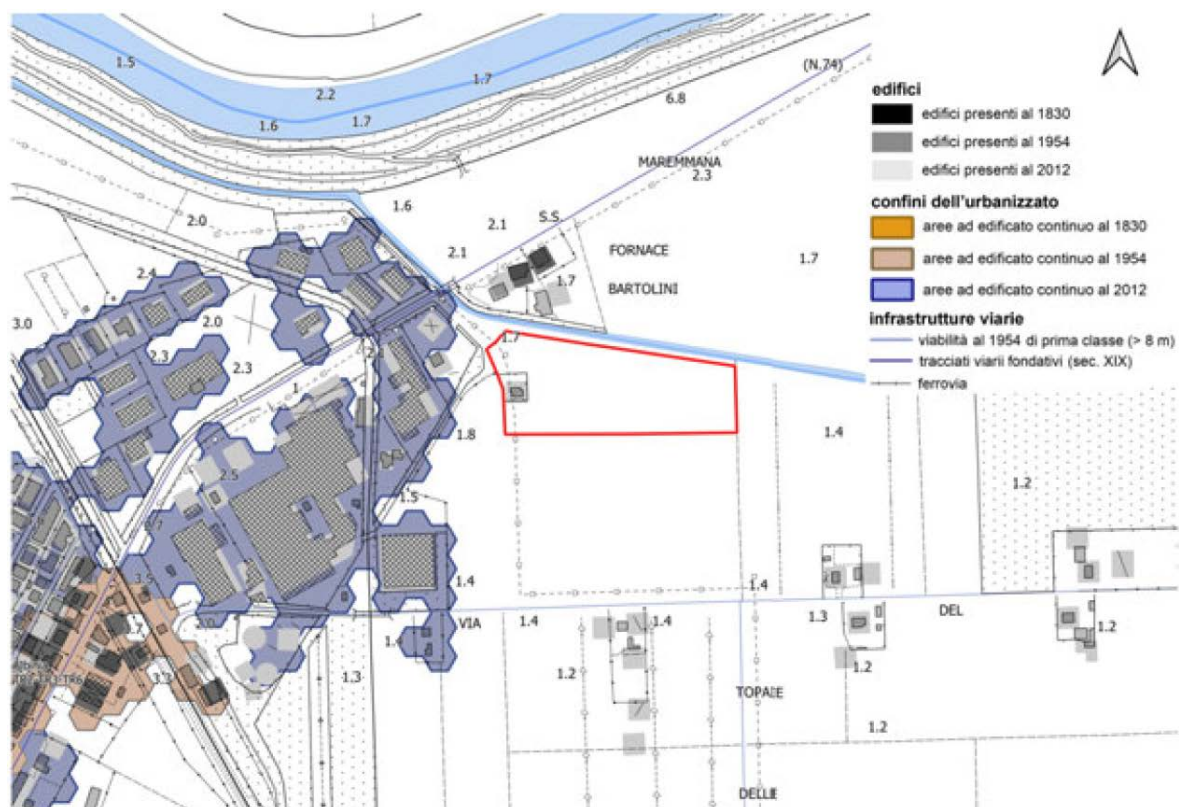 1.5
1.7
2.2
1.6
1.7
(N.74)
6.8
MAREMMANA
2.3
1.6
2.0
2.1
S.S.
2.1
FORNACE
1.7
BARTOLINI
1.7
2.4
3.0
2.0
2.3
2.3
1.7
1
1.8
1.4
2.5
1.2
1.5
1.4
1.4
3.5
VIA
1.4
1.4
1.3
DEL
1.2
1.2
1.2
1.3
3.3
1.2
TOPAIE
1.2
DELLE
edifici
edifici presenti al 1830
edifici presenti al 1954
edifici presenti al 2012
confini dell'urbanizzato
aree ad edificato continuo al 1830
aree ad edificato continuo al 1954
aree ad edificato continuo al 2012
infrastrutture viarie
viabilità al 1954 di prima classe (> 8 m)
tracciati viarii fondativi (sec. XIX)
ferrovia